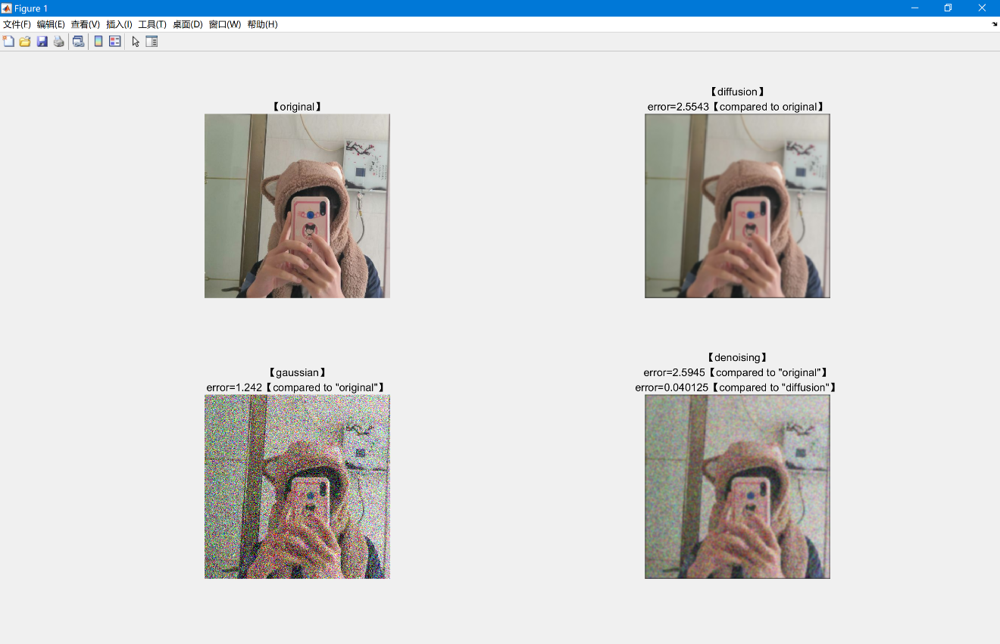 Figure 1
文件(F) 编辑(E) 查看(V) 插入(I) 工具(T) 桌面(D) 窗口(W) 帮助(H)
【original】
【diffusion】
error=2.5543【compared to original】
【gaussian】
error=1.242【compared to "original"】
【denoising】
error=2.5945【compared to "original"】
error=0.040125【compared to "diffusion"】